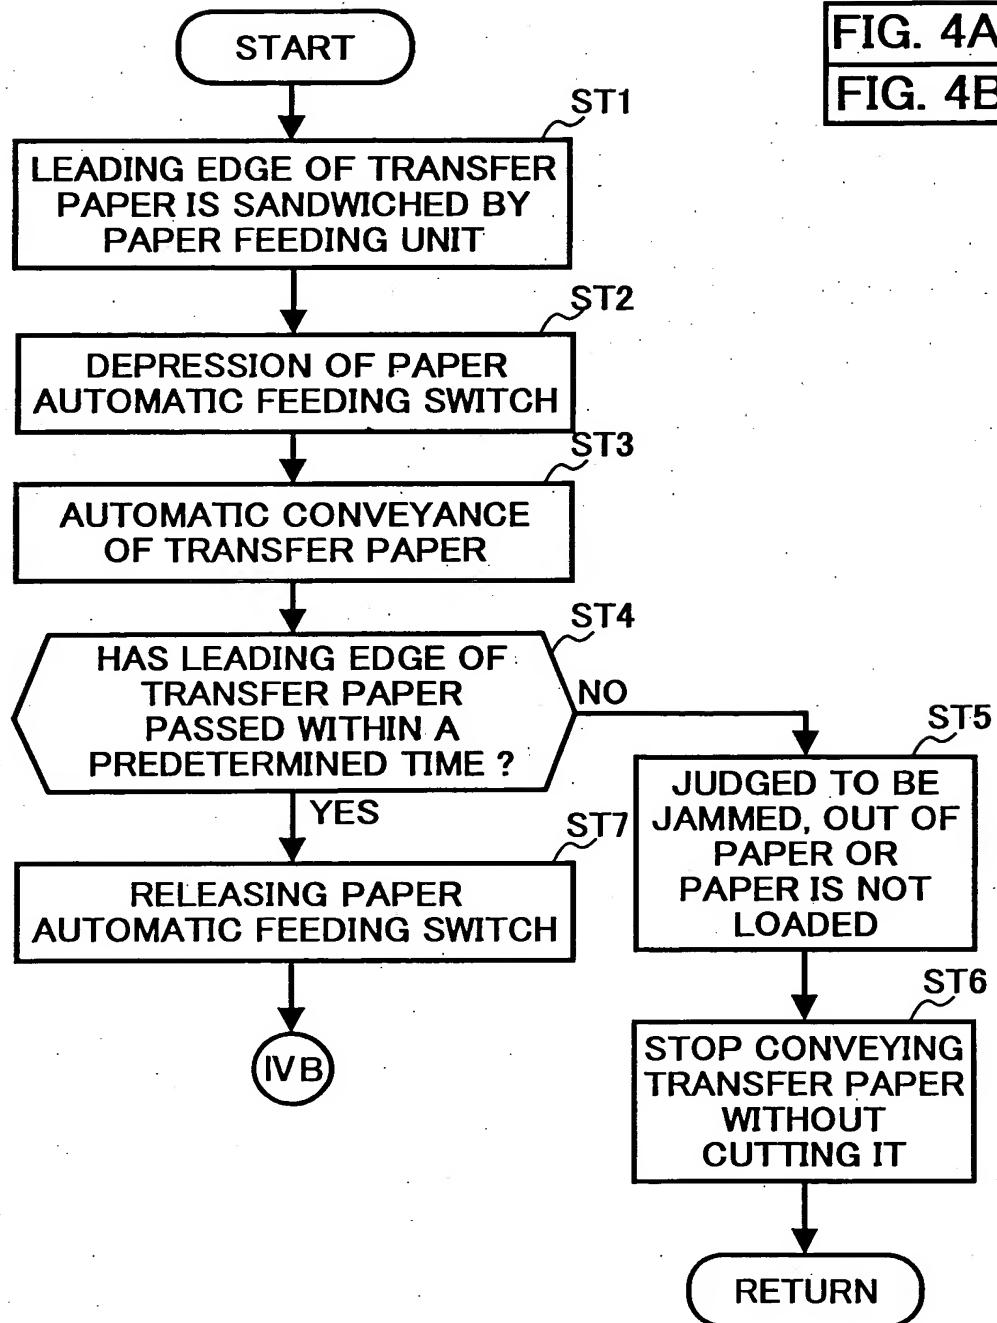 START
FIG. 4A
FIG. 4B
ST1
LEADING EDGE OF TRANSFER
PAPER IS SANDWICHED BY
PAPER FEEDING UNIT
ST2
DEPRESSION OF PAPER
AUTOMATIC FEEDING SWITCH
ST3
AUTOMATIC CONVEYANCE
OF TRANSFER PAPER
ST4
HAS LEADING EDGE OF
TRANSFER PAPER
PASSED WITHIN A
PREDETERMINED TIME ?
NO
YES
ST5
JUDGED TO BE
JAMMED, OUT OF
PAPER OR
PAPER IS NOT
LOADED
ST7
RELEASING PAPER
AUTOMATIC FEEDING SWITCH
IVB
ST6
STOP CONVEYING
TRANSFER PAPER
WITHOUT
CUTTING IT
RETURN